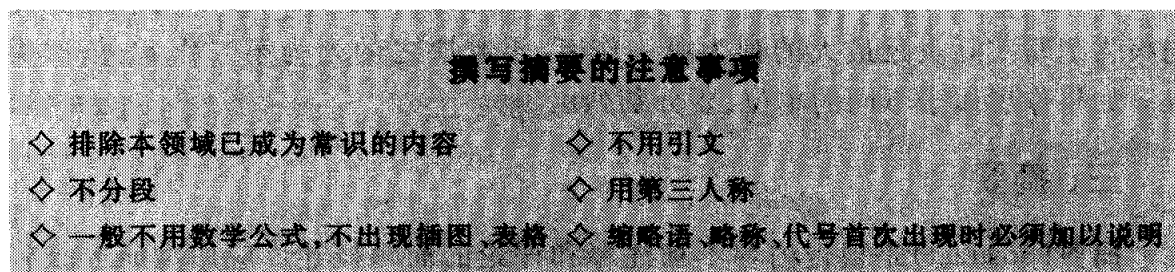 撰写摘要的注意事项
◇ 排除本领域已成为常识的内容 ◇ 不用引文
◇ 不分段 ◇ 用第三人称
◇ 一般不用数学公式,不出现插图、表格 ◇ 缩略语、略称、代号首次出现时必须加以说明